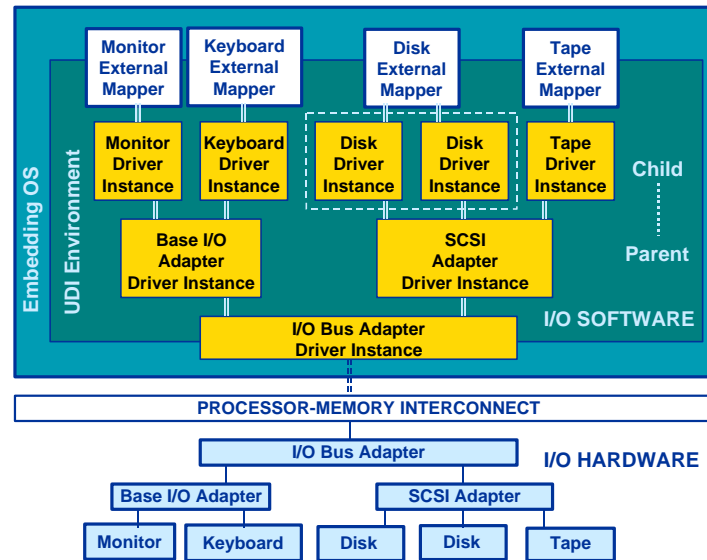 Monitor
External
Mapper
Keyboard
External
Mapper
Disk
External
Mapper
Tape
External
Mapper
Monitor
Driver
Instance
Keyboard
Driver
Instance
Disk
Driver
Instance
Disk
Driver
Instance
Tape
Driver
Instance
Child
Parent
Embedding OS
UDI Environment
Base I/O
Adapter
Driver Instance
SCSI
Adapter
Driver Instance
I/O SOFTWARE
I/O Bus Adapter
Driver Instance
PROCESSOR-MEMORY INTERCONNECT
I/O Bus Adapter
I/O HARDWARE
Base I/O Adapter
SCSI Adapter
Monitor
Keyboard
Disk
Disk
Tape